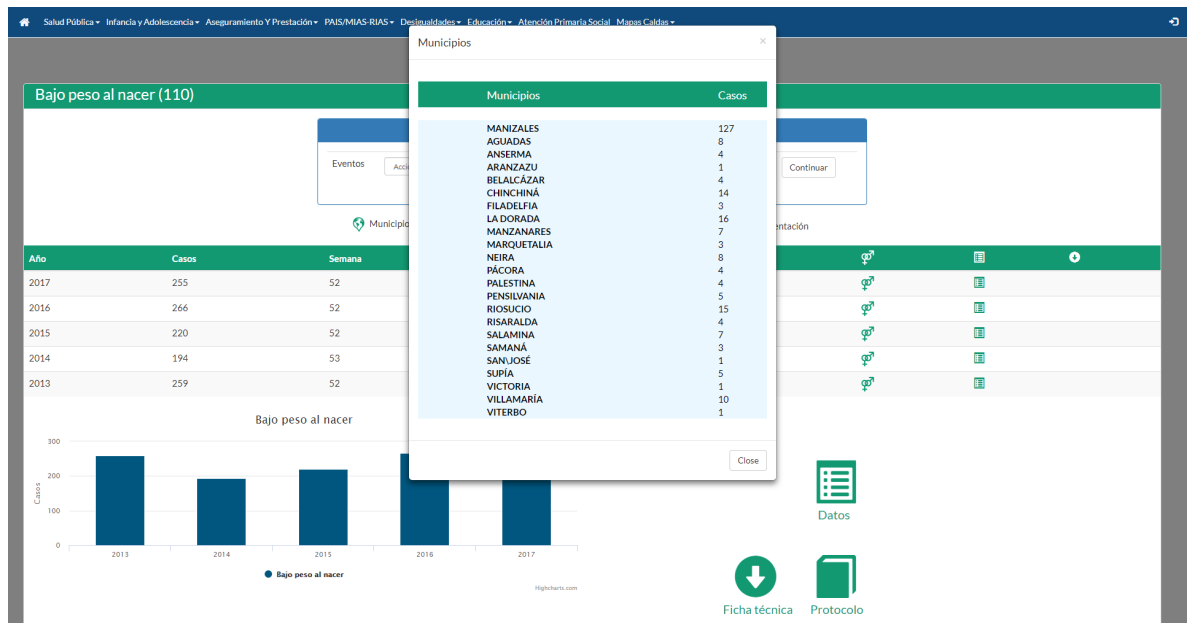 Salud Pública Infancia y Adolescencia Aseguramiento Y Prestación PAIS/MIAS-RIAS Desigualdades Educación Atención Primaria Social Mapas Caldas
Municipios ×
Bajo peso al nacer (110)
Municipios Casos
MANIZALES 127
AGUADAS 8
ANSERMA 4
ARANZAZU 1
BELALCÁZAR 4
CHINCHINÁ 14
FILADELFIA 3
LA DORADA 16
MANZANARES 7
MARQUETALIA 3
NEIRA 8
PÁCORA 4
PALESTINA 4
PENSILVANIA 5
RIOSUCIO 15
RISARALDA 4
SALAMINA 7
SAMANÁ 3
SAN\JOSÉ 1
SUPÍA 5
VICTORIA 1
VILLAMARÍA 10
VITERBO 1
Close
Eventos Continuar
Año Casos Semana
2017 255 52
2016 266 52
2015 220 52
2014 194 53
2013 259 52
Bajo peso al nacer
Casos
300
200
100
0
2013 2014 2015 2016 2017
Bajo peso al nacer
Highcharts.com
Datos
Ficha técnica Protocolo